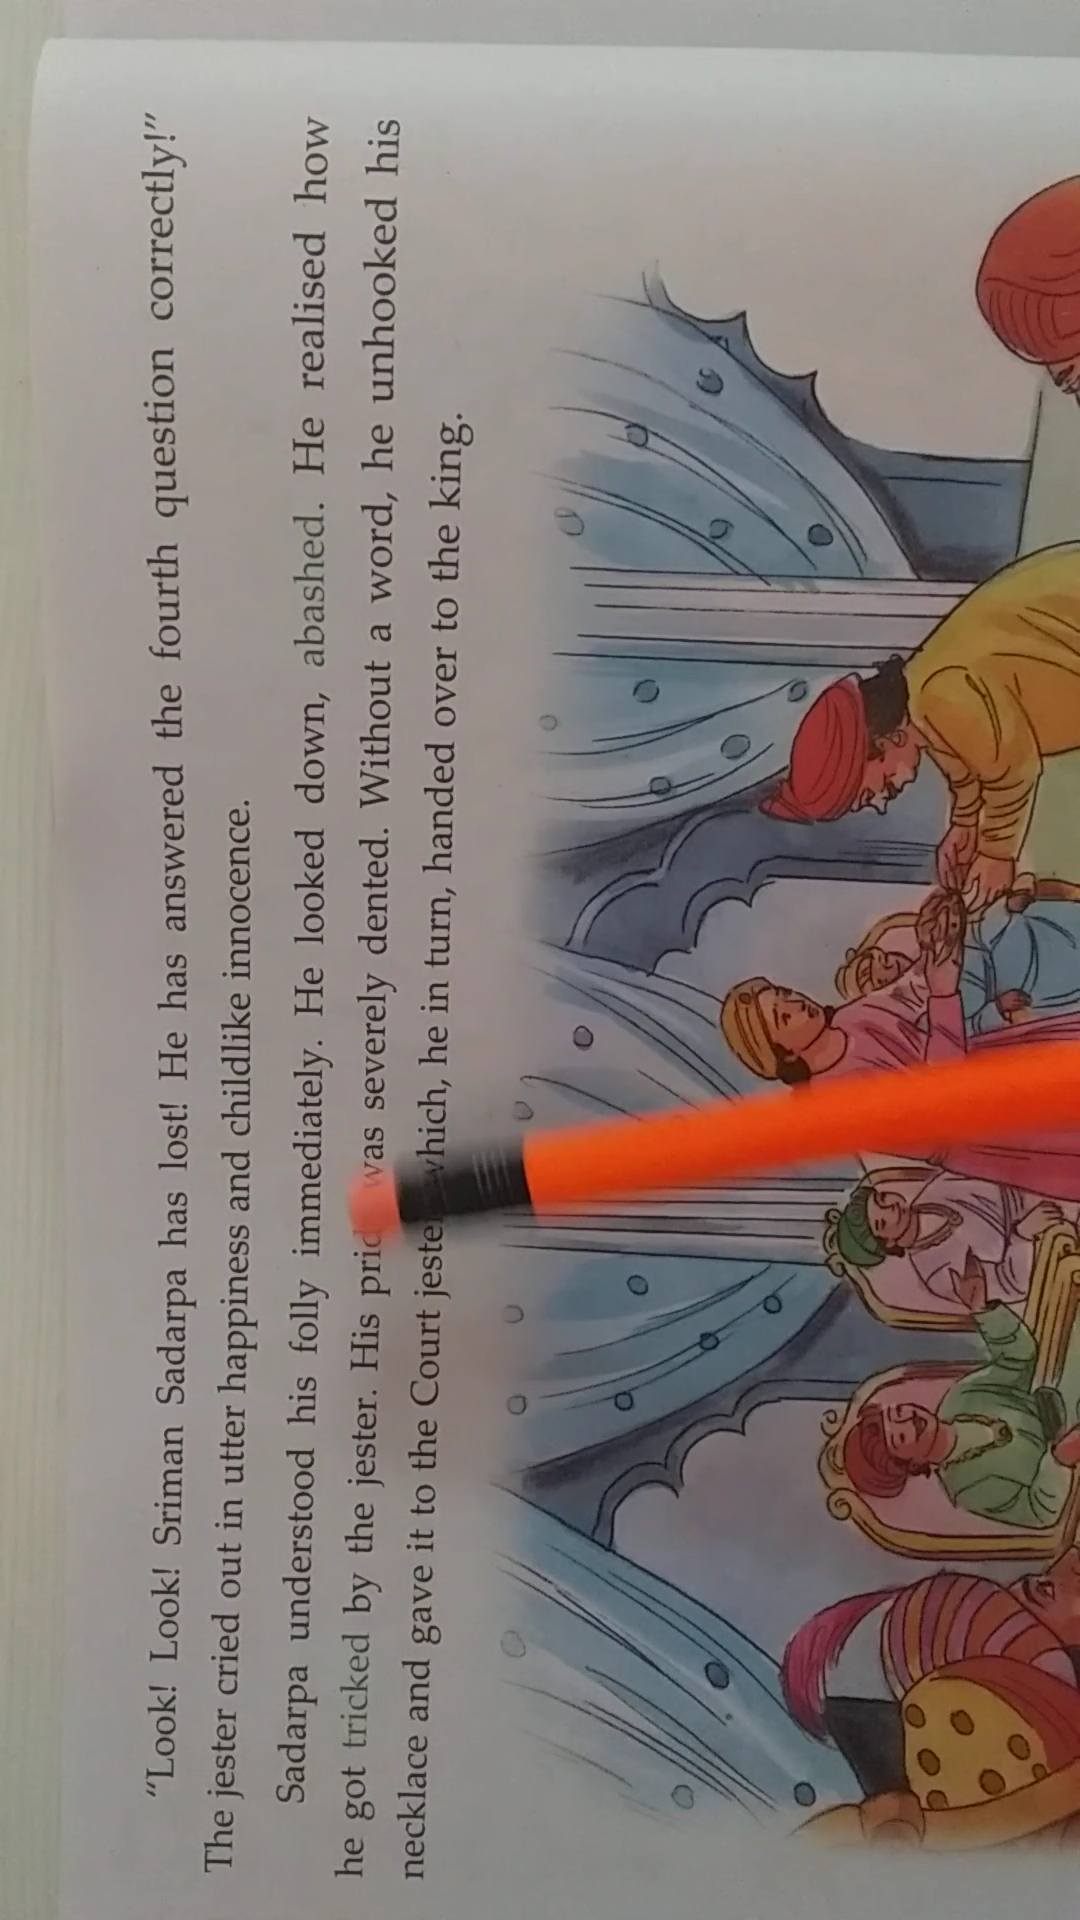 "Look! Look! Sriman Sadarpa has lost! He has answered the fourth question correctly!"
The jester cried out in utter happiness and childlike innocence.
Sadarpa understood his folly immediately. He looked down, abashed. He realised how
he got tricked by the jester. His was severely dented. Without a word, he unhooked his
necklace and gave it to the Court which, he in turn, handed over to the king.